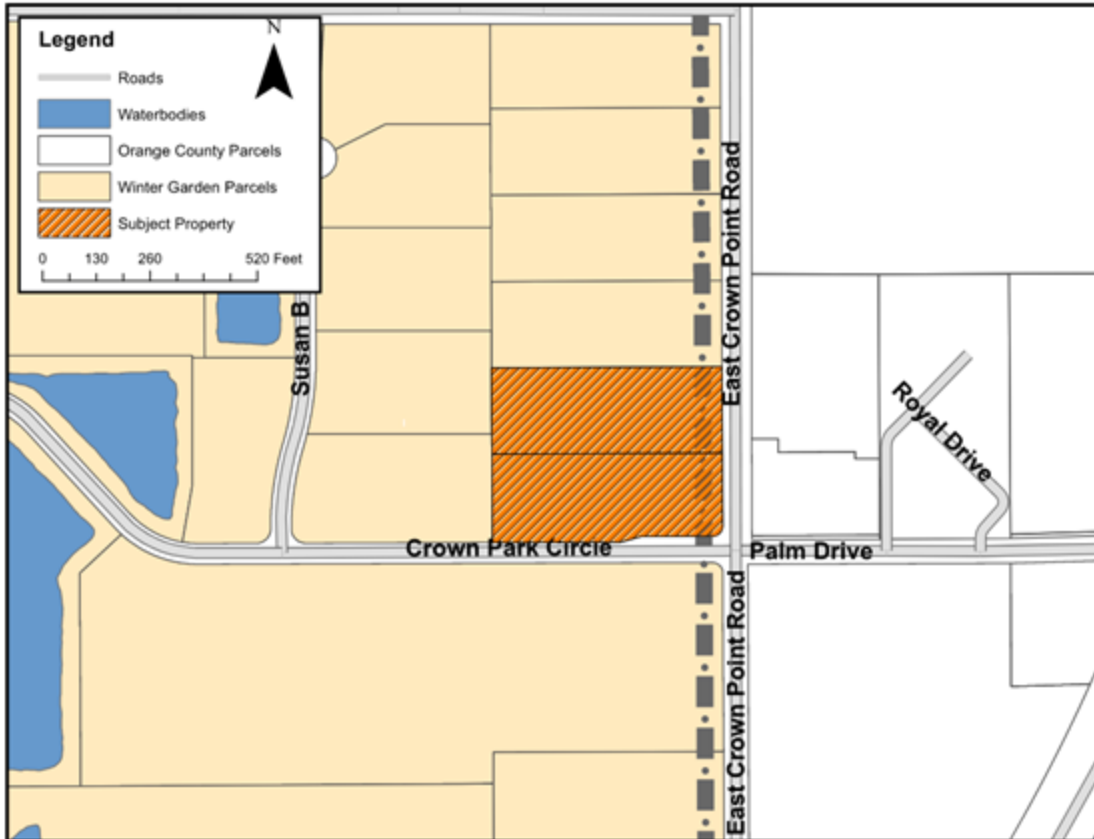 N
Legend
Roads
Waterbodies
Orange County Parcels
Winter Garden Parcels
Subject Property
0 130 260 520 Feet
East Crown Point Road
Susan B
Royal Drive
Crown Park Circle
Palm Drive
East Crown Point Road